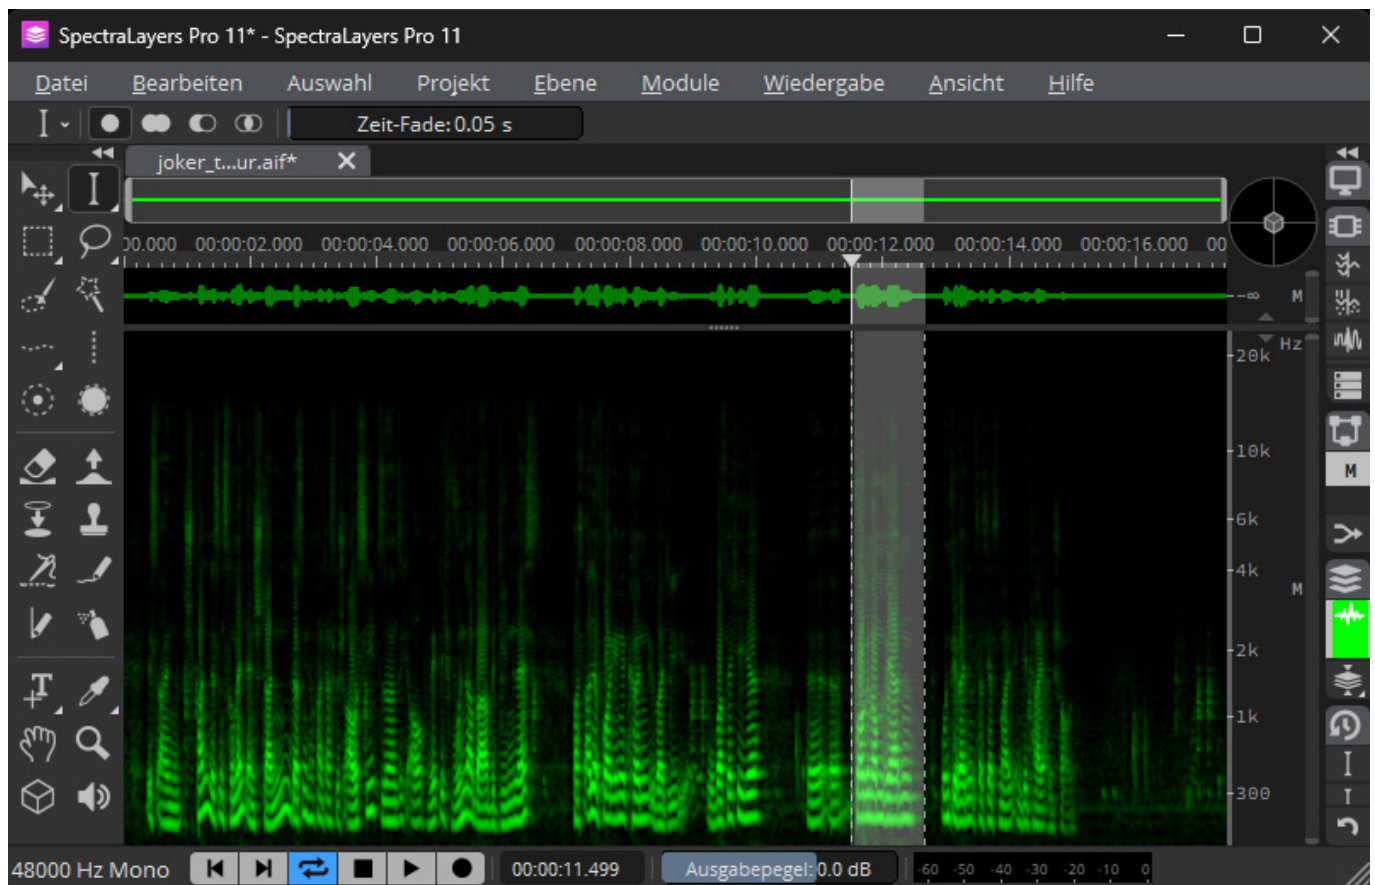 SpectraLayers Pro 11* - SpectraLayers Pro 11
Datei Bearbeiten Auswahl Projekt Ebene Module Wiedergabe Ansicht Hilfe
Zeit-Fade: 0.05 s
joker_t...ur.aif*
00.000 00:00:02.000 00:00:04.000 00:00:06.000 00:00:08.000 00:00:10.000 00:00:12.000 00:00:14.000 00:00:16.000 00
--∞ M
Hz
20k
10k
M
6k
4k
M
2k
T
1k
300
48000 Hz Mono 00:00:11.499 Ausgabepegel: 0.0 dB -60 -50 -40 -30 -20 -10 0